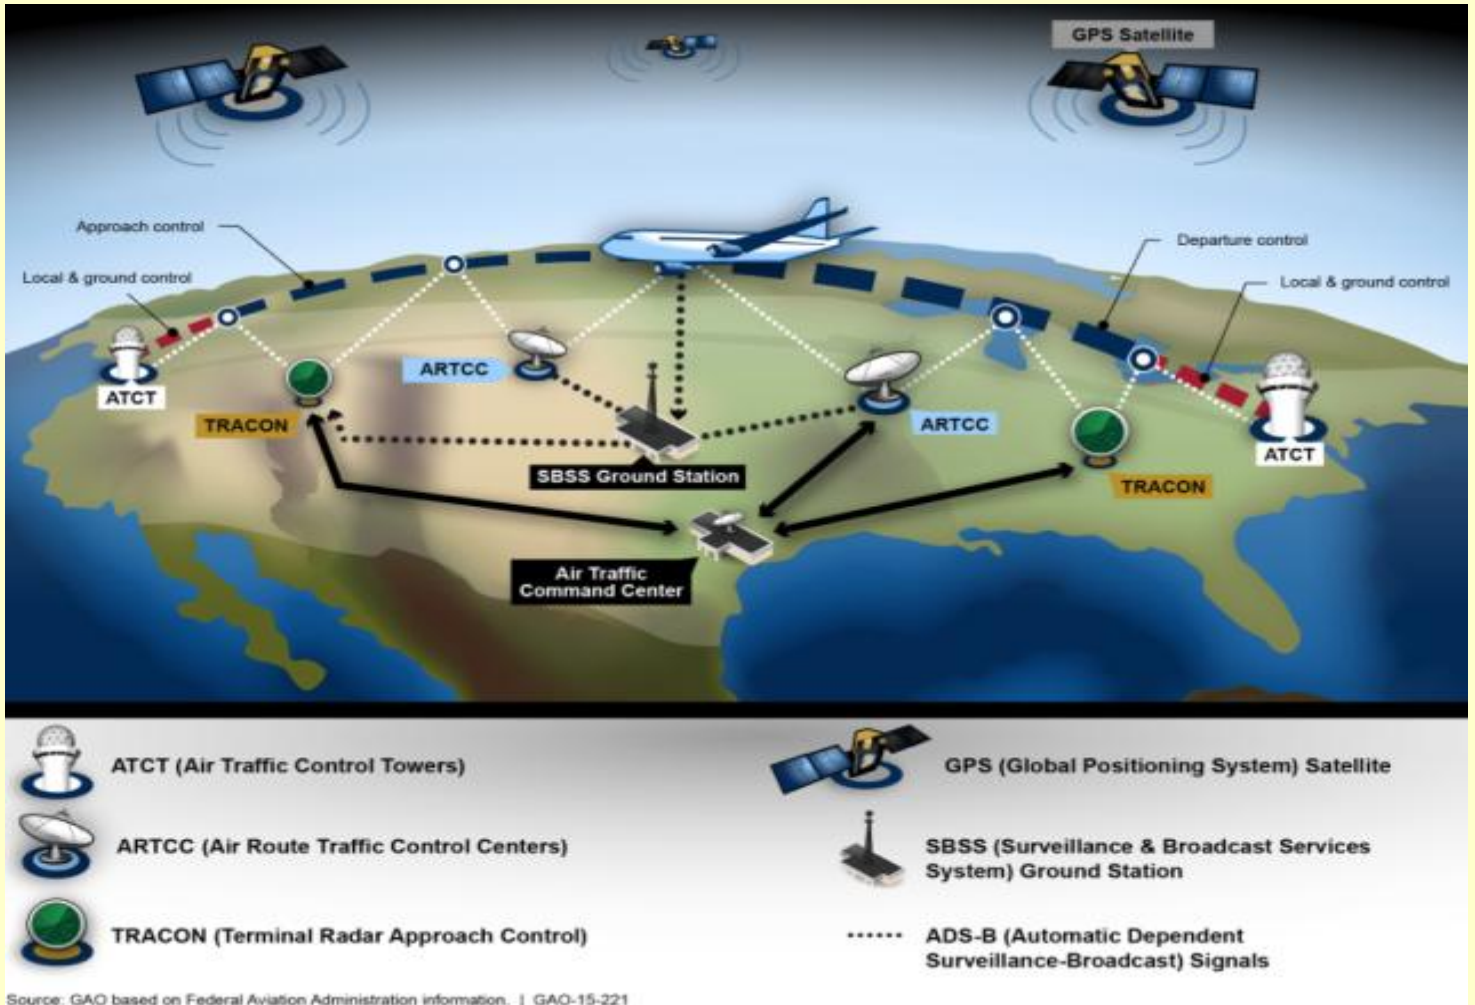 GPS Satellite
Approach control
Departure control
Local & ground control
Local & ground control
ATCT
TRACON
ARTCC
ARTCC
SBSS Ground Station
ATCT
TRACON
Air Traffic
Command Center
ATCT (Air Traffic Control Towers)
GPS (Global Positioning System) Satellite
ARTCC (Air Route Traffic Control Centers)
SBSS (Surveillance & Broadcast Services
System) Ground Station
TRACON (Terminal Radar Approach Control)
ADS-B (Automatic Dependent
Surveillance-Broadcast) Signals
Source: GAO based on Federal Aviation Administration information. | GAO-15-221